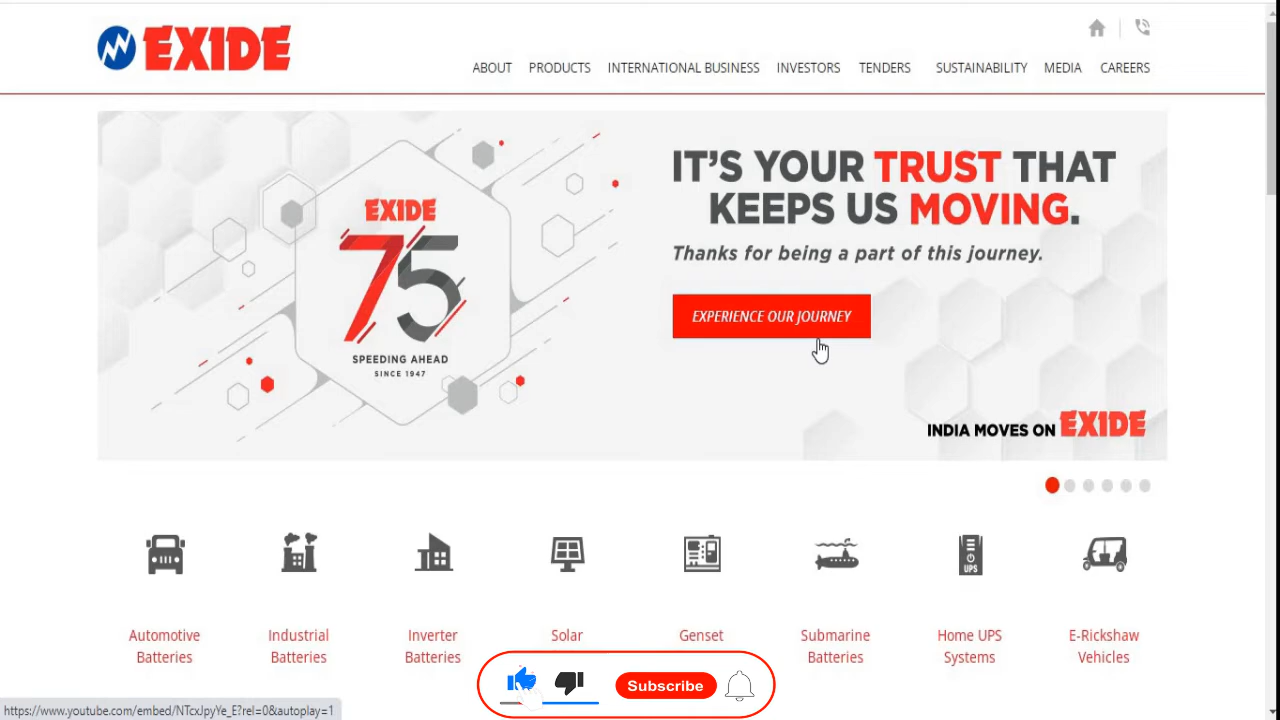 EXIDE
ABOUT PRODUCTS INTERNATIONAL BUSINESS INVESTORS TENDERS SUSTAINABILITY MEDIA CAREERS
EXIDE
75
SPEEDING AHEAD
SINCE 1947
IT'S YOUR TRUST THAT
KEEPS US MOVING.
Thanks for being a part of this journey.
EXPERIENCE OUR JOURNEY
INDIA MOVES ON EXIDE
UPS
Automotive
Batteries
Industrial
Batteries
Inverter
Batteries
Solar
Genset
Submarine
Batteries
Home UPS
Systems
E-Rickshaw
Vehicles
Subscribe
https://www.youtube.com/embed/NTcxJpyYe_E?rel=0&autoplay=1